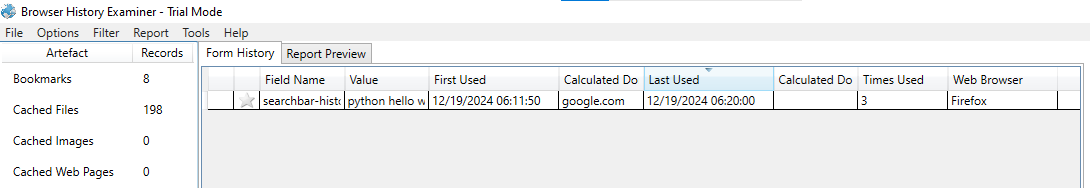 Browser History Examiner - Trial Mode
File Options Filter Report Tools Help
Artefact Records Form History Report Preview
Bookmarks 8
Cached Files 198
Cached Images 0
Cached Web Pages 0
Field Name Value First Used Calculated Do Last Used Calculated Do Times Used Web Browser
searchbar-histo python hello w 12/19/2024 06:11:50 google.com 12/19/2024 06:20:00 3 Firefox